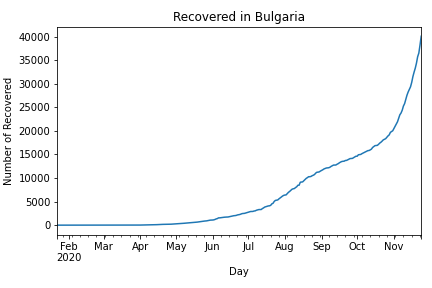 Recovered in Bulgaria
40000
35000
30000
25000
20000
15000
10000
5000
0
Number of Recovered
Feb Mar Apr May Jun Jul Aug Sep Oct Nov
2020
Day